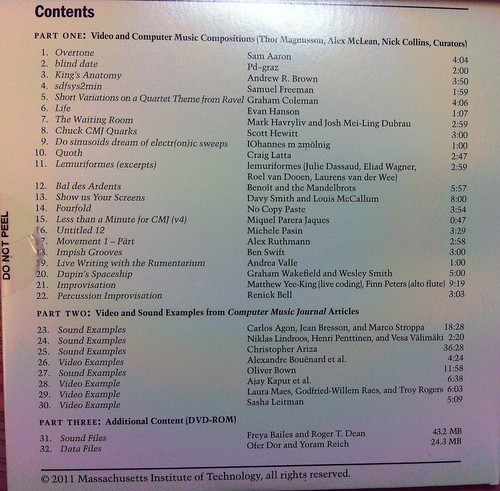 Contents
PART ONE: Video and Computer Music Compositions (Thor Magnusson, Alex McLean, Nick Collins, Curators)
1. Overtone Sam Aaron 4:04
2. blind date Pd~graz 2:00
3. King's Anatomy Andrew R. Brown 3:50
4. sdfsys2min Samuel Freeman 1:59
5. Short Variations on a Quartet Theme from Ravel Graham Coleman 4:06
6. Life Evan Hanson 1:07
7. The Waiting Room Mark Havryliv and Josh Mei-Ling Dubrau 2:59
8. Chuck CMJ Quarks Scott Hewitt 3:00
9. Do sinusoids dream of electr(on)ic sweeps IOhannes m zmölnig 1:00
10. Quoth Craig Latta 2:47
11. Lemuriformes (excerpts) lemuriformes (Julie Dassaud, Eliad Wagner, 2:59
Roel van Dooen, Laurens van der Wee)
12. Bal des Ardents Benoît and the Mandelbrots 5:57
13. Show us Your Screens Davy Smith and Louis McCallum 8:00
14. Fourfold No Copy Paste 3:54
15. Less than a Minute for CMJ (v4) Miquel Parera Jaques 0:47
16. Untitled 12 Michele Pasin 3:29
17. Movement 1 – Pärt Alex Ruthmann 2:58
18. Impish Grooves Ben Swift 3:00
19. Live Writing with the Rumentarium Andrea Valle 1:00
20. Dupin's Spaceship Graham Wakefield and Wesley Smith 5:00
21. Improvisation Matthew Yee-King (live coding), Finn Peters (alto flute) 9:19
22. Percussion Improvisation Renick Bell 3:03
PART TWO: Video and Sound Examples from Computer Music Journal Articles
23. Sound Examples Carlos Agon, Jean Bresson, and Marco Stroppa 18:28
24. Sound Examples Niklas Lindroos, Henri Penttinen, and Vesa Välimäki 2:20
25. Sound Examples Christopher Ariza 36:28
26. Video Examples Alexandre Bouënard et al. 4:24
27. Sound Examples Oliver Bown 11:58
28. Video Example Ajay Kapur et al. 6:38
29. Video Example Laura Maes, Godfried-Willem Raes, and Troy Rogers 6:03
30. Video Example Sasha Leitman 5:09
PART THREE: Additional Content (DVD-ROM)
31. Sound Files Freya Bailes and Roger T. Dean 43.2 MB
32. Data Files Ofer Dor and Yoram Reich 24.3 MB
© 2011 Massachusetts Institute of Technology, all rights reserved.
DO NOT PEEL